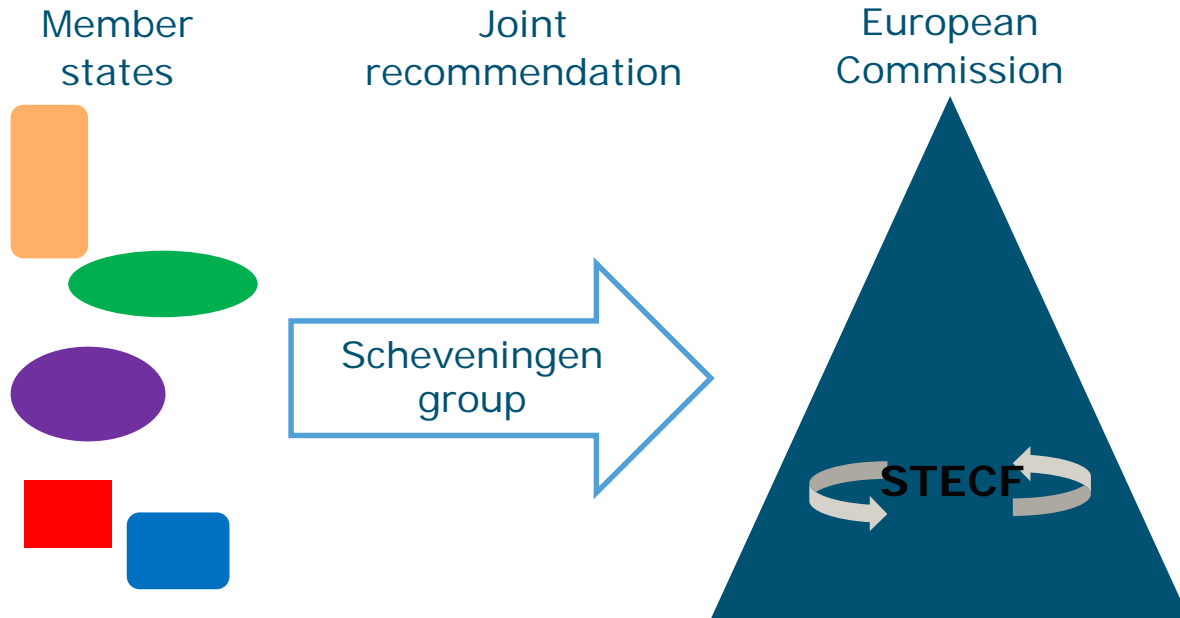 Member
states
Joint
recommendation
European
Commission
Scheveningen
group
STECF